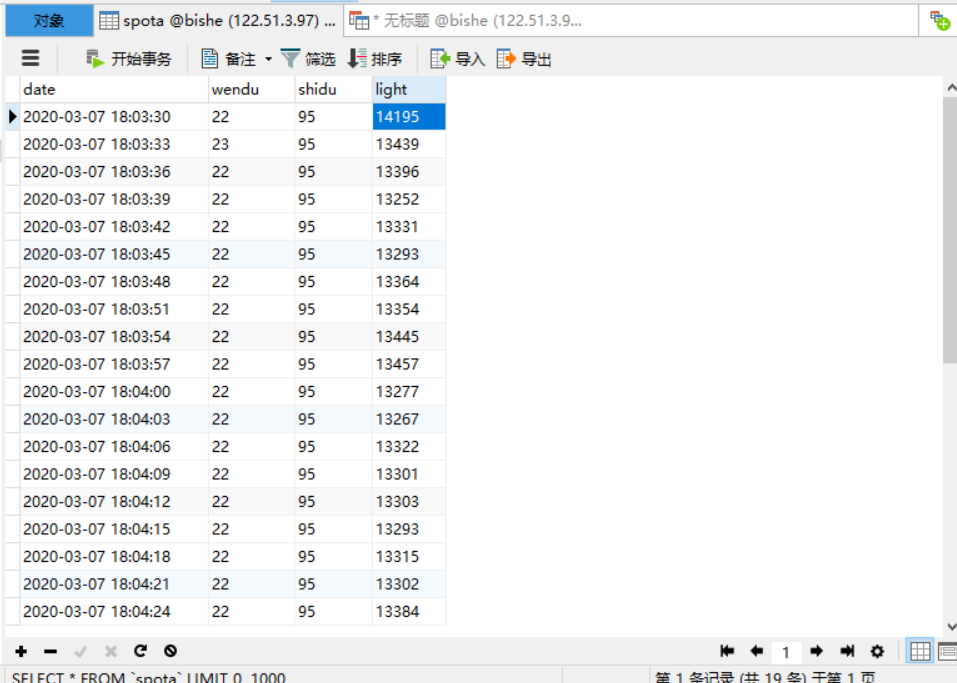 对象 spota @bishe (122.51.3.97) ... * 无标题 @bishe (122.51.3.9...
开始事务 备注 筛选 排序 导入 导出
date wendu shidu light
2020-03-07 18:03:30 22 95 14195
2020-03-07 18:03:33 23 95 13439
2020-03-07 18:03:36 22 95 13396
2020-03-07 18:03:39 22 95 13252
2020-03-07 18:03:42 22 95 13331
2020-03-07 18:03:45 22 95 13293
2020-03-07 18:03:48 22 95 13364
2020-03-07 18:03:51 22 95 13354
2020-03-07 18:03:54 22 95 13445
2020-03-07 18:03:57 22 95 13457
2020-03-07 18:04:00 22 95 13277
2020-03-07 18:04:03 22 95 13267
2020-03-07 18:04:06 22 95 13322
2020-03-07 18:04:09 22 95 13301
2020-03-07 18:04:12 22 95 13303
2020-03-07 18:04:15 22 95 13293
2020-03-07 18:04:18 22 95 13315
2020-03-07 18:04:21 22 95 13302
2020-03-07 18:04:24 22 95 13384
1
SELECT * FROM `spota` LIMIT 0, 1000 第 1 条记录 (共 19 条) 于第 1 页